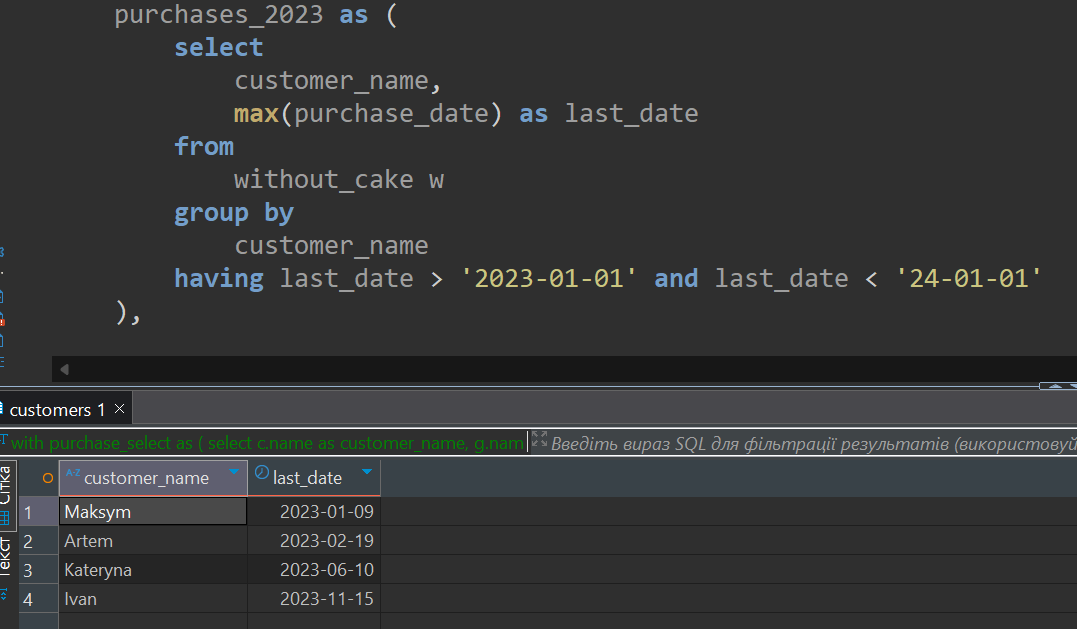 purchases_2023 as (
select
customer_name,
max(purchase_date) as last_date
from
without_cake w
group by
customer_name
having last_date > '2023-01-01' and last_date < '24-01-01'
),
customers 1 ×
with purchase_select as ( select c.name as customer_name, g.nam
Введіть вираз SQL для фільтрації результатів (використовуй
Сітка
Текст
A-Z customer_name last_date
1 Maksym 2023-01-09
2 Artem 2023-02-19
3 Kateryna 2023-06-10
4 Ivan 2023-11-15